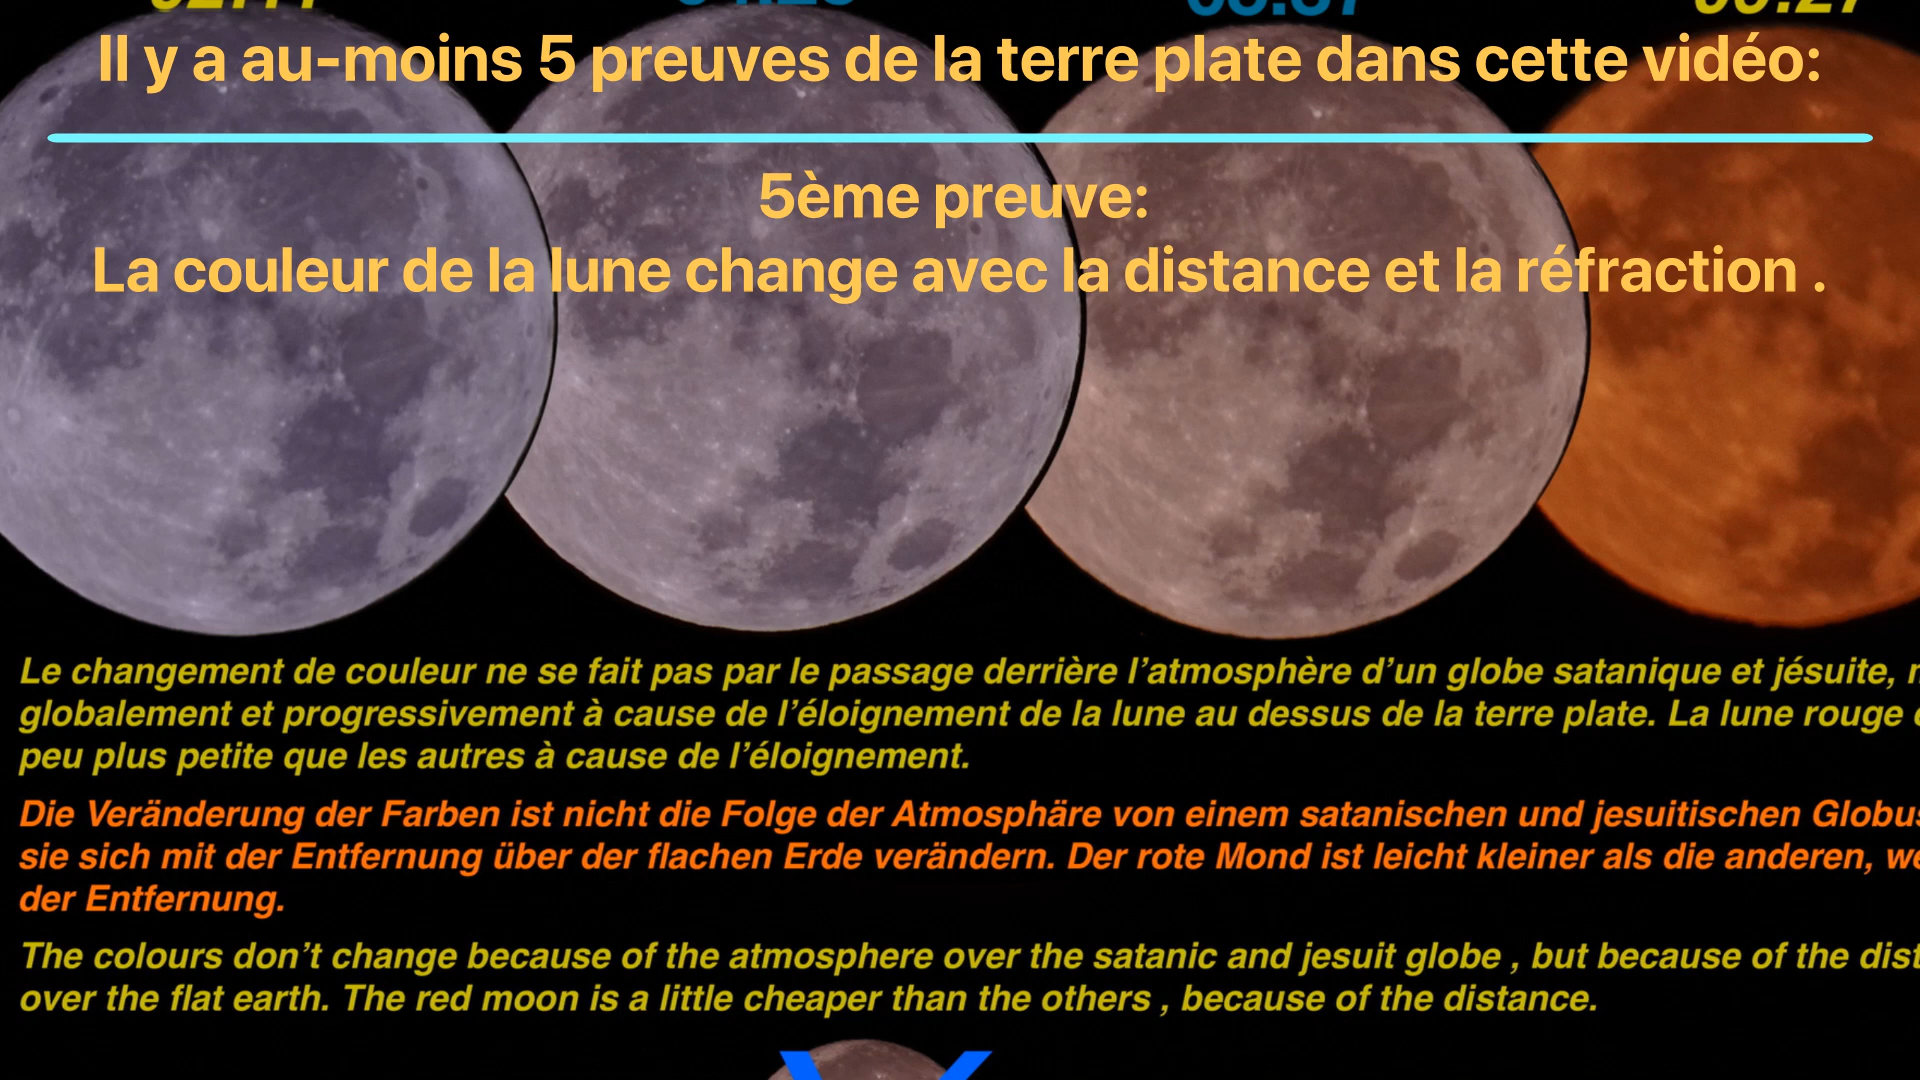 Il y a au-moins 5 preuves de la terre plate dans cette vidéo:
5ème preuve:
La couleur de la lune change avec la distance et la réfraction .
Le changement de couleur ne se fait pas par le passage derrière l’atmosphère d’un globe satanique et jésuite,
globalement et progressivement à cause de l’éloignement de la lune au dessus de la terre plate. La lune rouge
peu plus petite que les autres à cause de l’éloignement.
Die Veränderung der Farben ist nicht die Folge der Atmosphäre von einem satanischen und jesuitischen Globus
sie sich mit der Entfernung über der flachen Erde verändern. Der rote Mond ist leicht kleiner als die anderen,
der Entfernung.
The colours don’t change because of the atmosphere over the satanic and jesuit globe , but because of the
over the flat earth. The red moon is a little cheaper than the others , because of the distance.